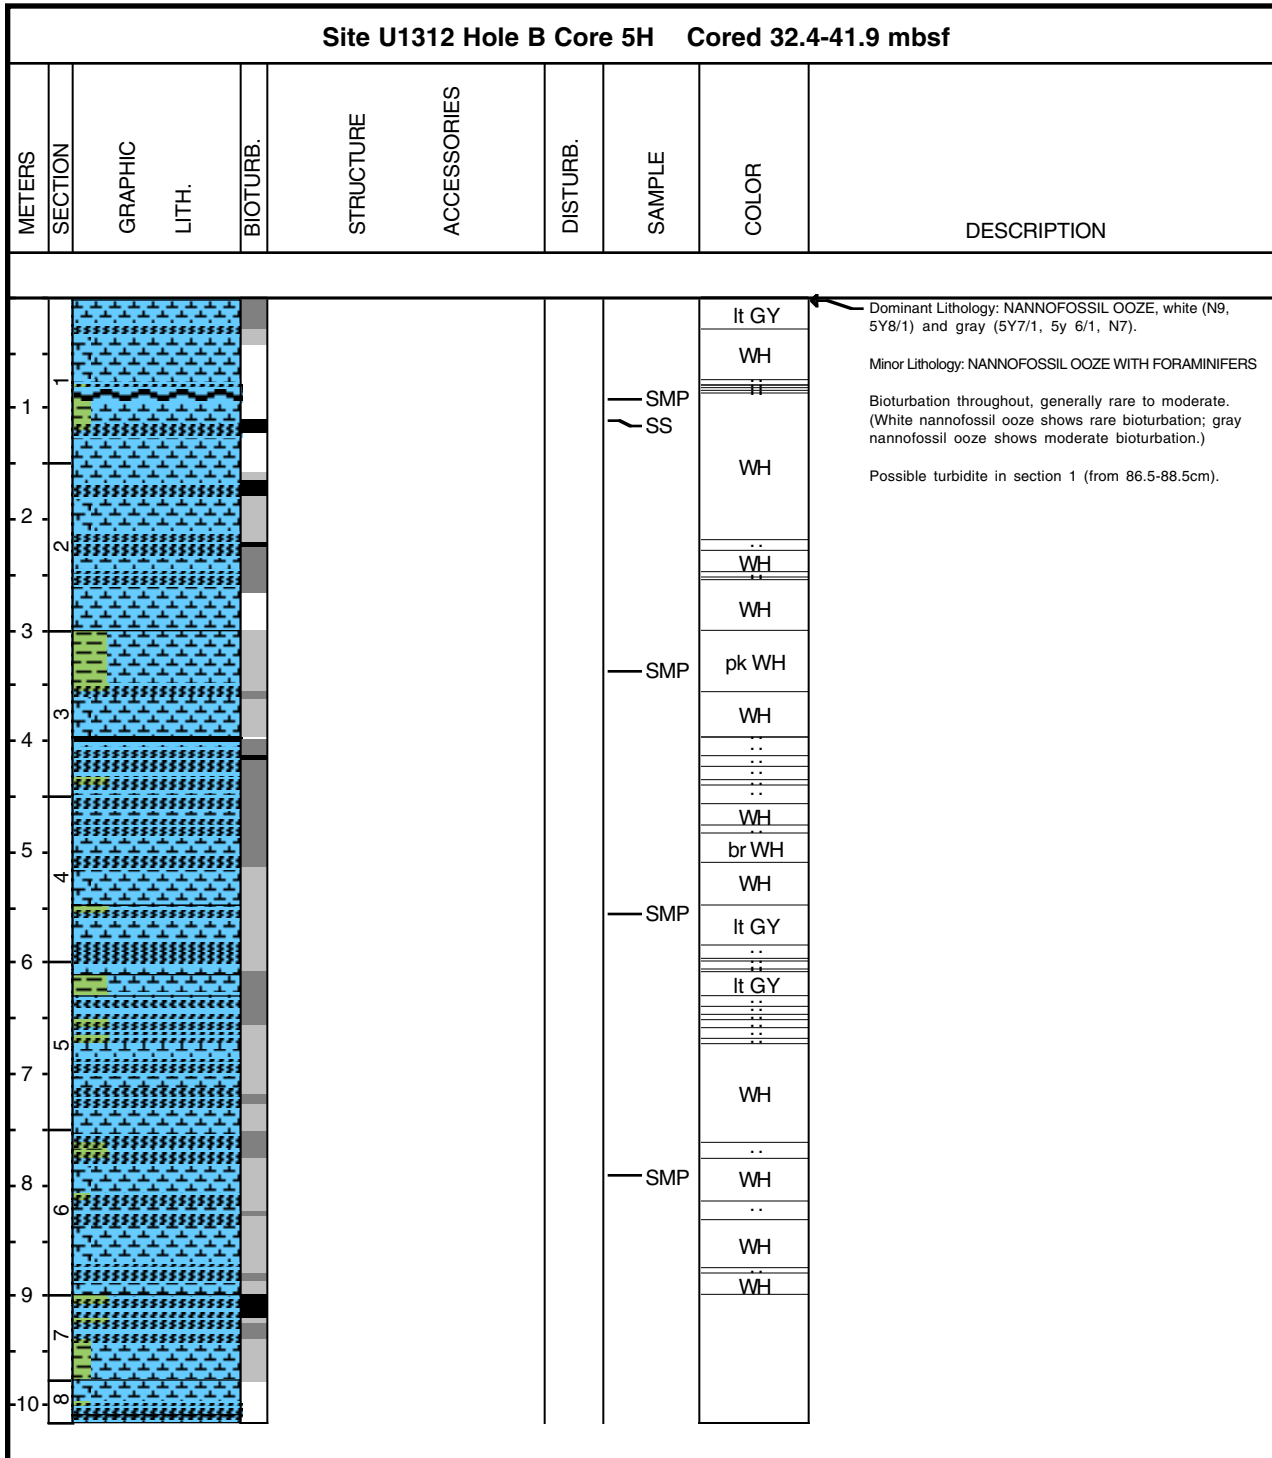 Site U1312 Hole B Core 5H Cored 32.4-41.9 mbsf
METERS
SECTION
GRAPHIC
LITH.
BIOTURB.
STRUCTURE
ACCESSORIES
DISTURB.
SAMPLE
COLOR
DESCRIPTION
lt GY
Dominant Lithology: NANNOFOSSIL OOZE, white (N9,
5Y8/1) and gray (5Y7/1, 5y 6/1, N7).
WH
Minor Lithology: NANNOFOSSIL OOZE WITH FORAMINIFERS
1
SMP
Bioturbation throughout, generally rare to moderate.
1
SS
(White nannofossil ooze shows rare bioturbation; gray
nannofossil ooze shows moderate bioturbation.)
WH
Possible turbidite in section 1 (from 86.5-88.5cm).
2
2
WH
WH
3
pk WH
SMP
3
WH
4
WH
5
br WH
4
WH
SMP
lt GY
6
lt GY
5
7
WH
8
SMP
WH
6
WH
9
WH
7
10
8